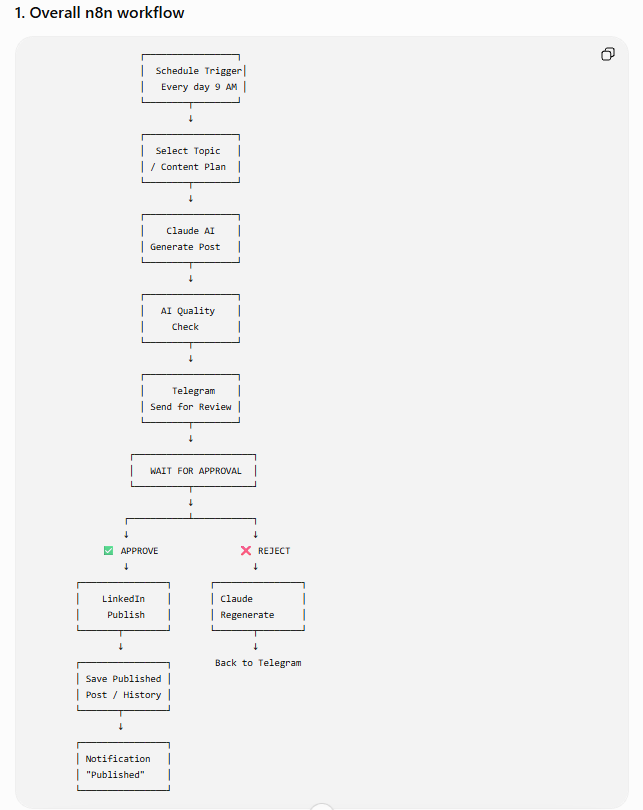 1. Overall n8n workflow
Schedule Trigger
Every day 9 AM
↓
Select Topic
/ Content Plan
↓
Claude AI
Generate Post
↓
AI Quality
Check
↓
Telegram
Send for Review
↓
WAIT FOR APPROVAL
↓
↓ ↓
✅ APPROVE ❌ REJECT
↓ ↓
LinkedIn Claude
Publish Regenerate
↓ ↓
Save Published Back to Telegram
Post / History
↓
Notification
"Published"